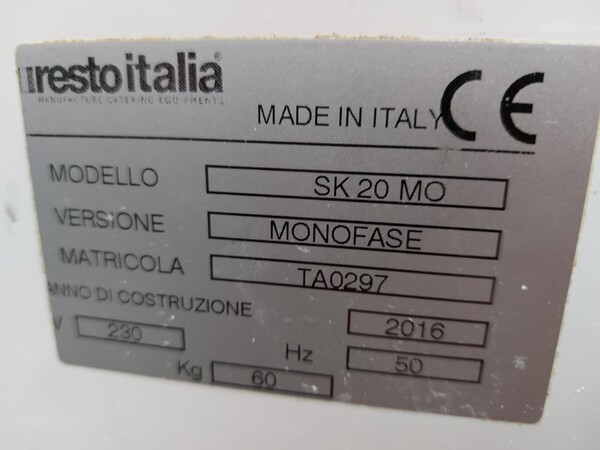 restoitalia®
MANUFACTURE CATERING EQUIPMENTS
MADE IN ITALY CE
MODELLO SK 20 MO
VERSIONE MONOFASE
MATRICOLA TA0297
ANNO DI COSTRUZIONE 2016
V 230 Hz 50
Kg 60